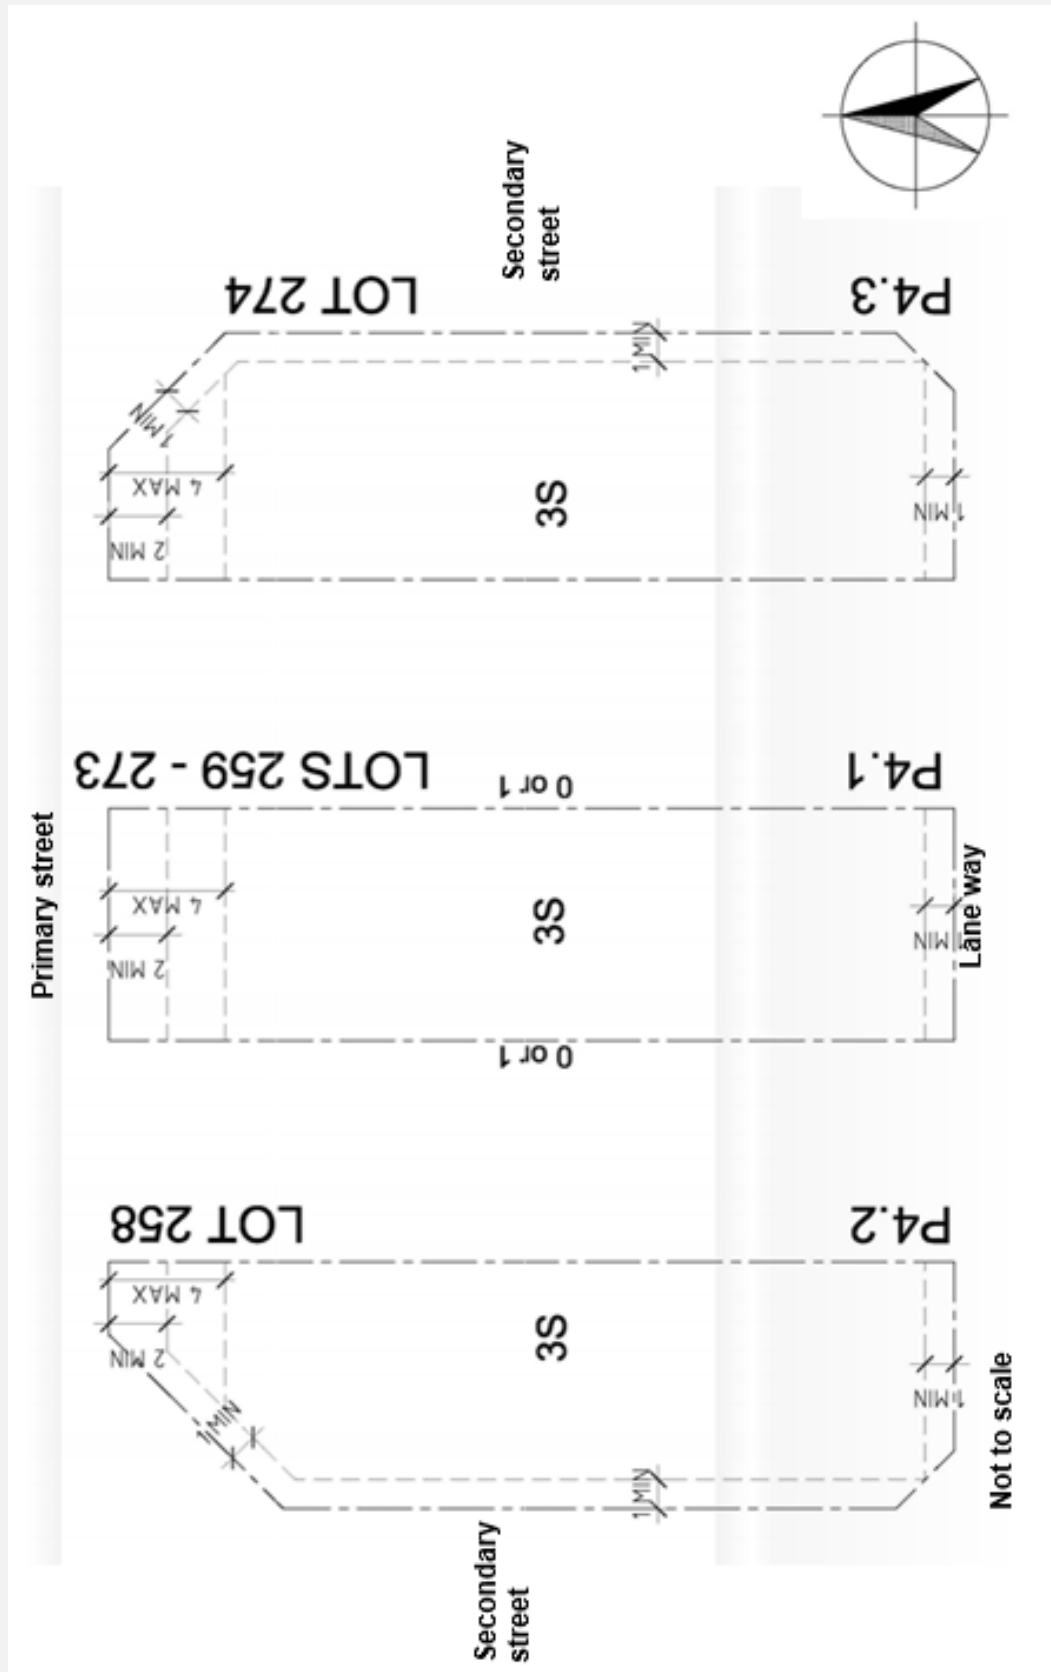 Secondary
street
LOT 274
P4.3
1 MIN
1 MIN
4 MAX
2 MIN
3S
1 MIN
Primary street
LOTS 259 - 273
0 or 1
P4.1
4 MAX
2 MIN
3S
1 MIN
Lane way
0 or 1
LOT 258
P4.2
4 MAX
2 MIN
3S
1 MIN
1 MIN
1 MIN
Not to scale
Secondary
street